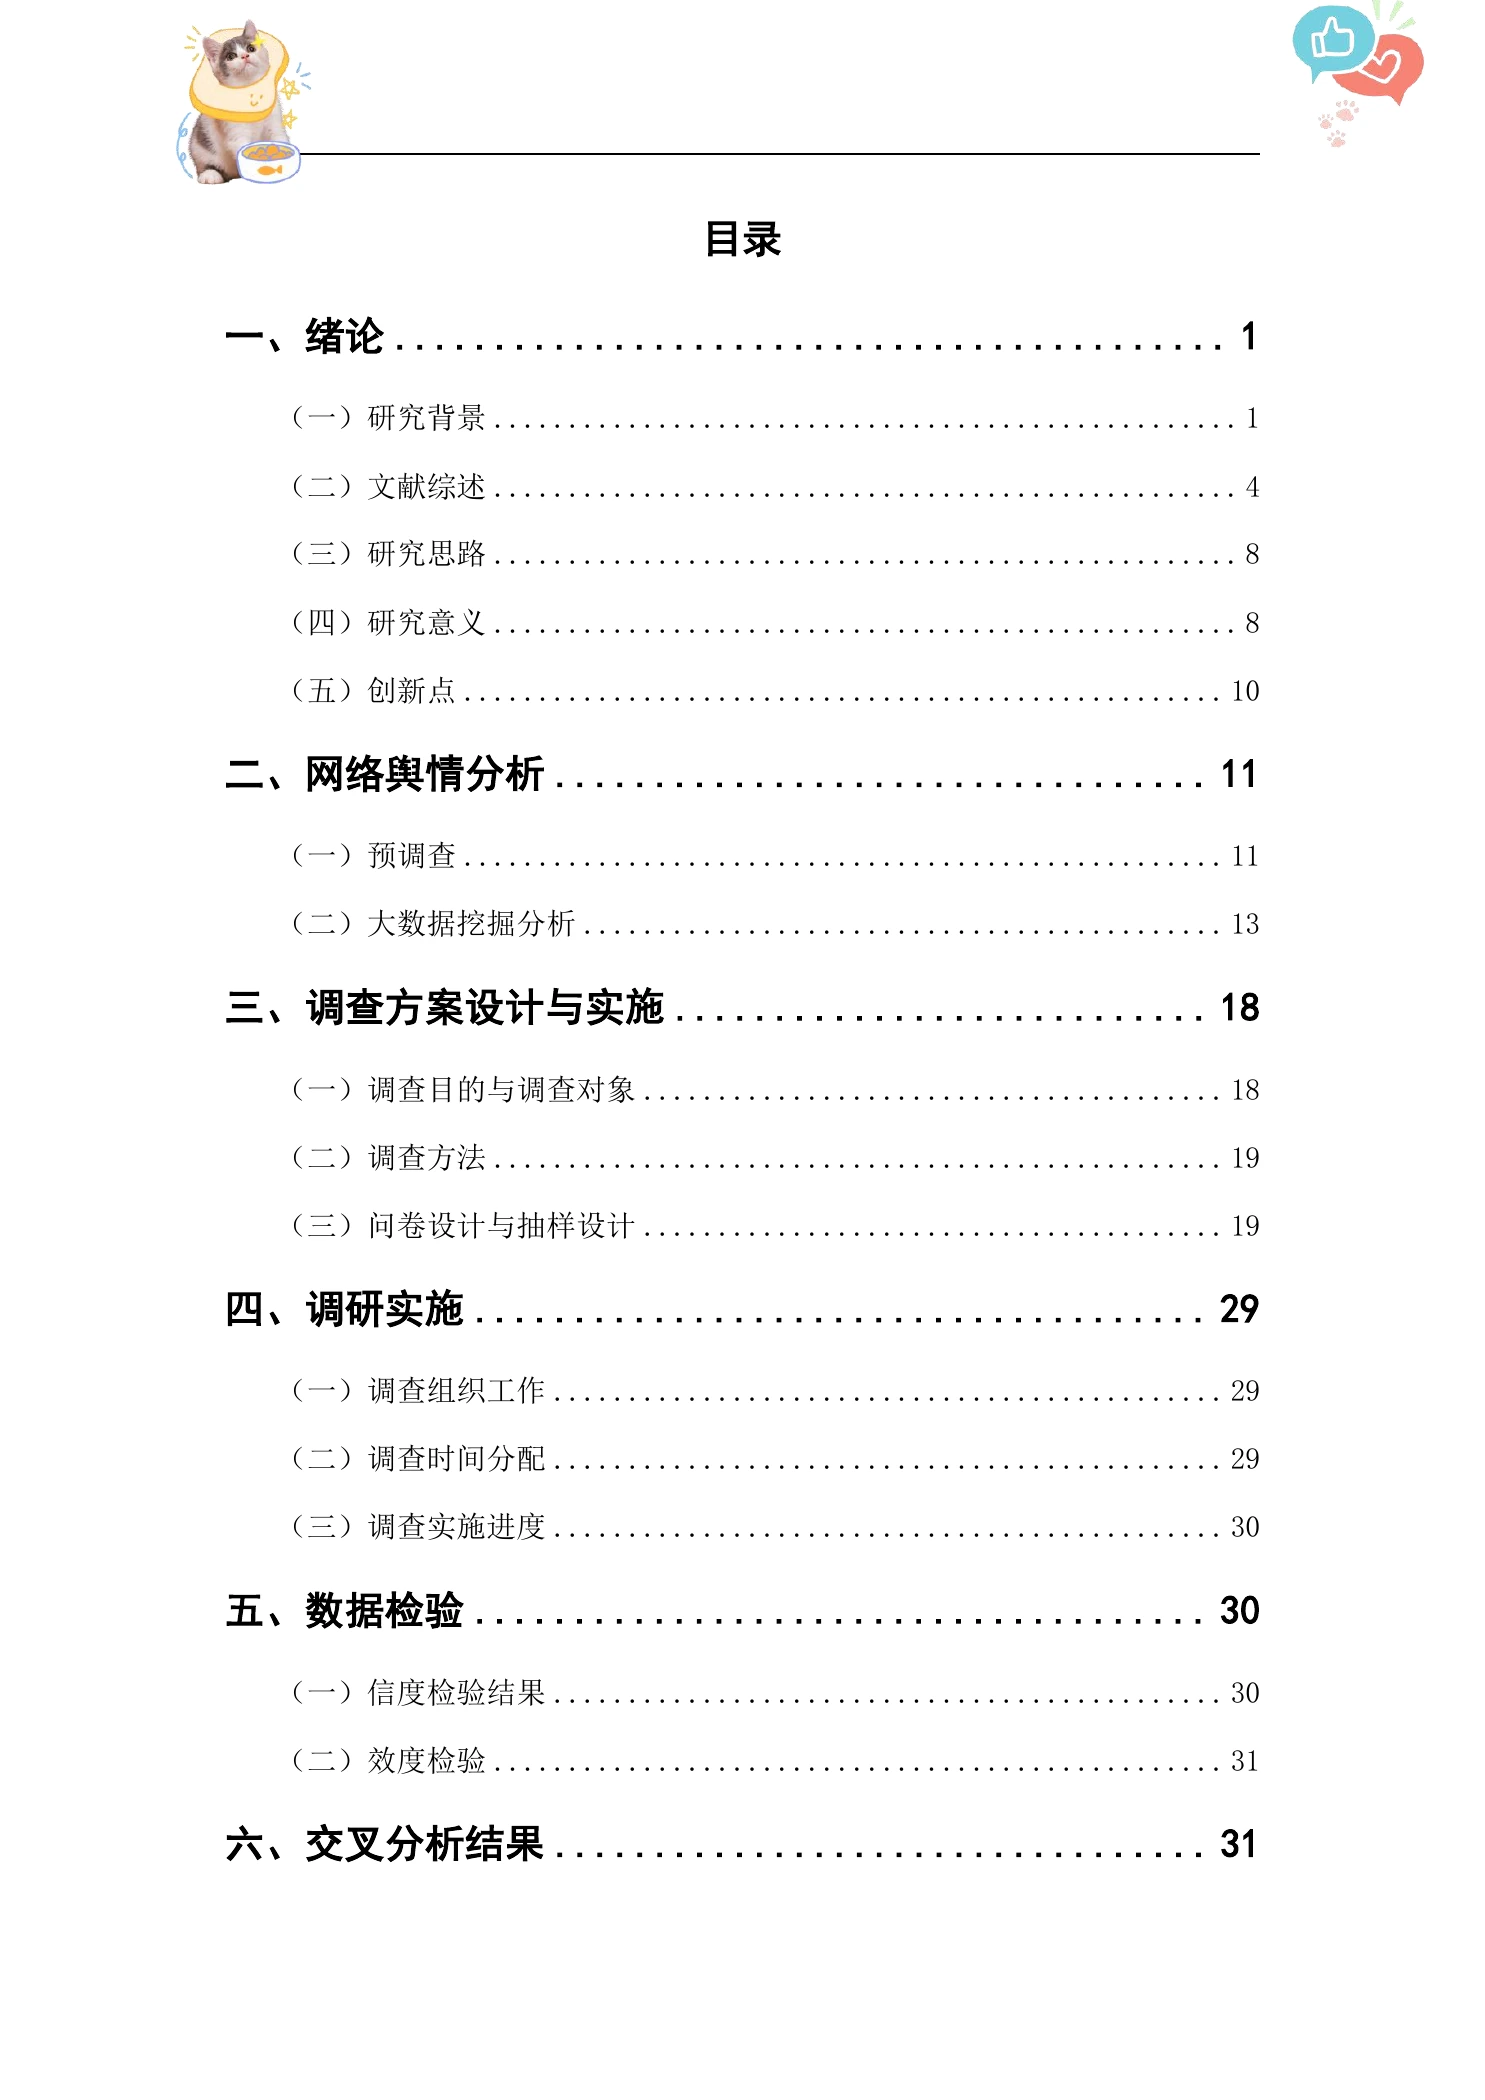 目录
一、绪论 1
（一）研究背景 1
（二）文献综述 4
（三）研究思路 8
（四）研究意义 8
（五）创新点 10
二、网络舆情分析 11
（一）预调查 11
（二）大数据挖掘分析 13
三、调查方案设计与实施 18
（一）调查目的与调查对象 18
（二）调查方法 19
（三）问卷设计与抽样设计 19
四、调研实施 29
（一）调查组织工作 29
（二）调查时间分配 29
（三）调查实施进度 30
五、数据检验 30
（一）信度检验结果 30
（二）效度检验 31
六、交叉分析结果 31